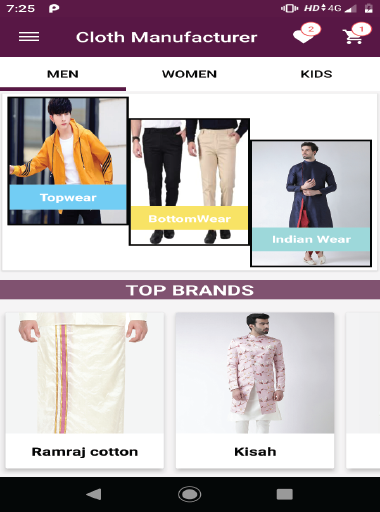 7:25 HD 4G
Cloth Manufacturer 2 1
MEN WOMEN KIDS
Topwear
BottomWear
Indian Wear
TOP BRANDS
Ramraj cotton Kisah